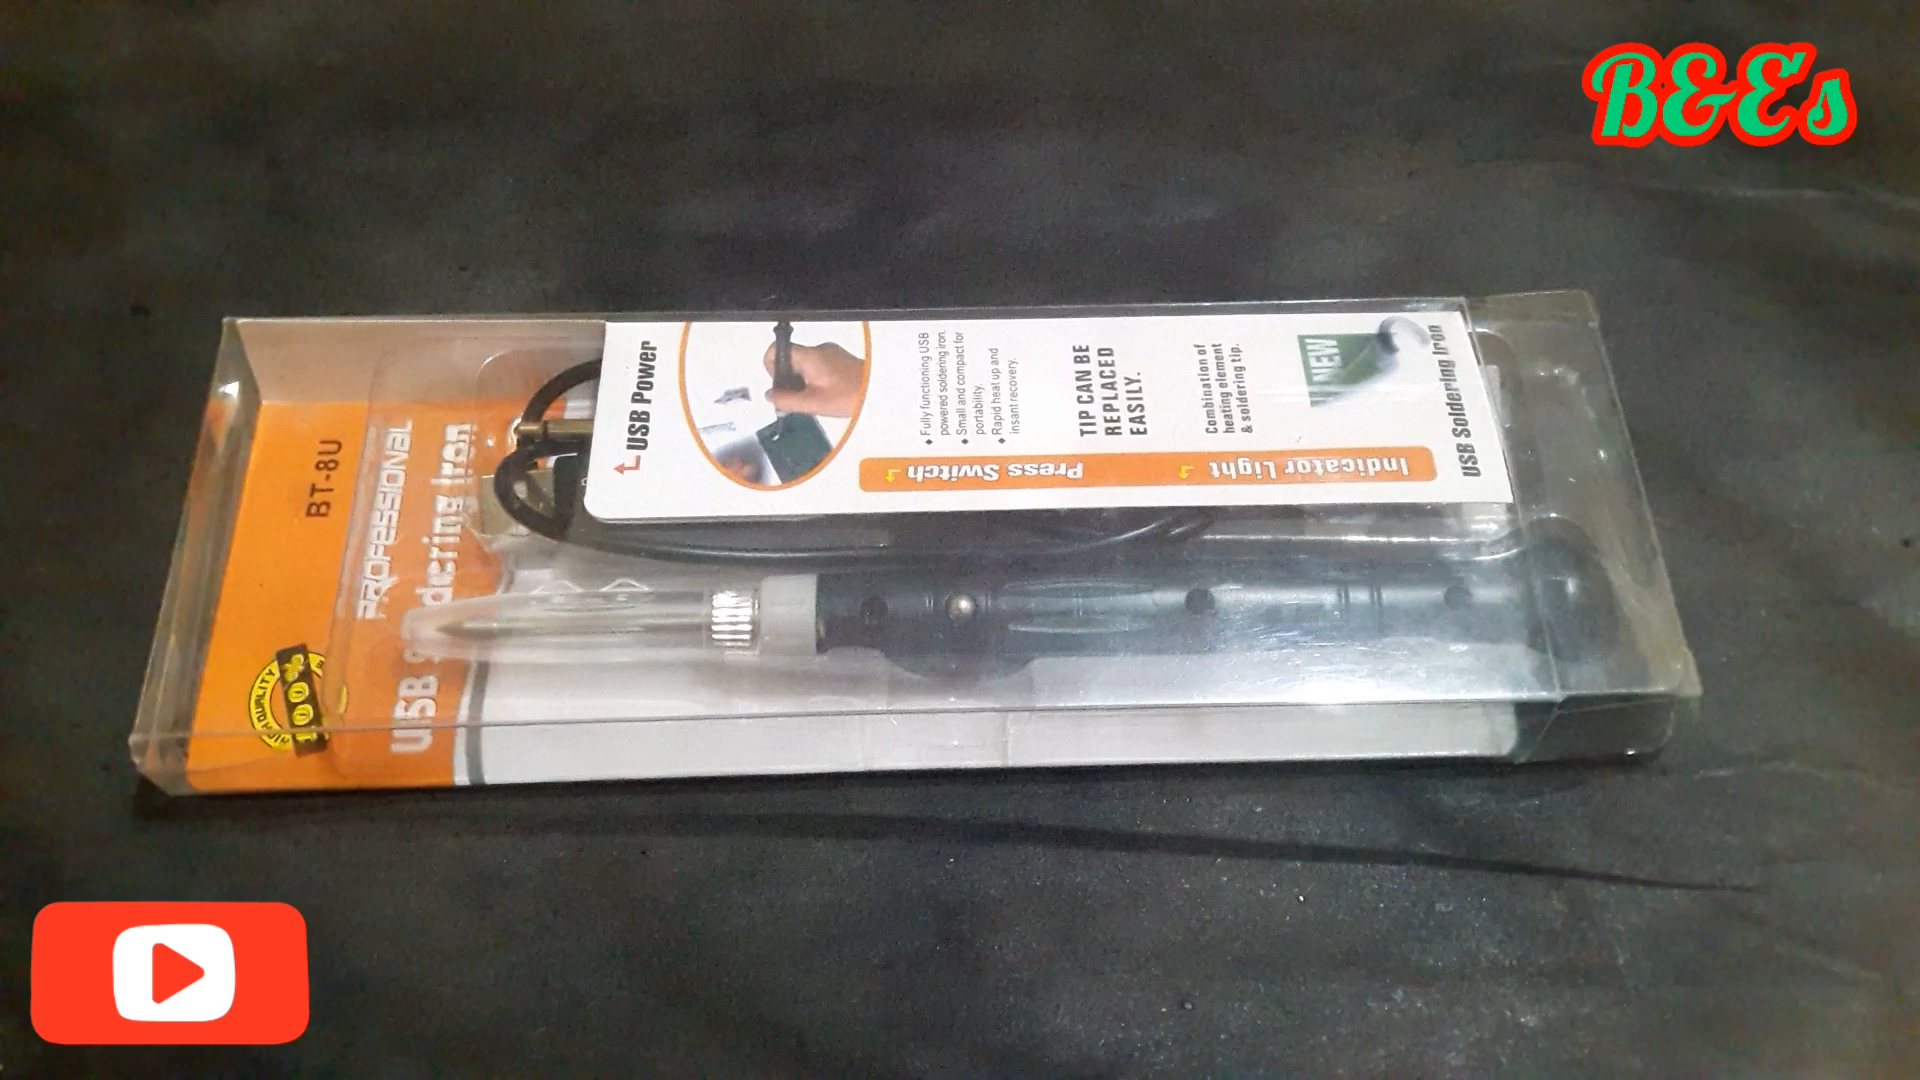 B&E's
BT-8U
PROFESSIONAL
USB Soldering Iron
HIGH QUALITY
100%
USB Power
Fully functioning USB
powered soldering iron.
Small and compact for
portability.
Rapid heat up and
insant recovery.
TIP CAN BE
REPLACED
EASILY.
Combination of
heating element
& soldering tip.
NEW
Press Switch
Indicator Light
USB Soldering Iron